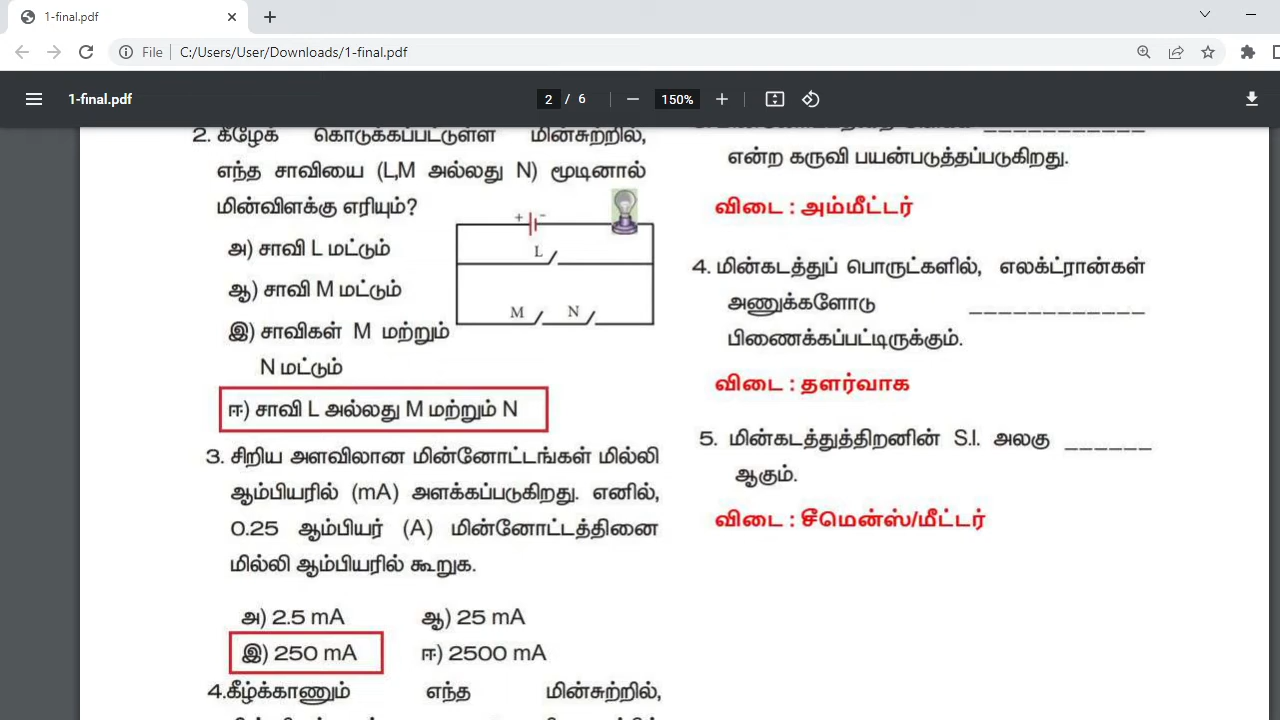 1-final.pdf
File C:/Users/User/Downloads/1-final.pdf
1-final.pdf
2 / 6
150%
2. கீழேக் கொடுக்கப்பட்டுள்ள மின்சுற்றில்,
எந்த சாவியை (L,M அல்லது N) மூடினால்
மின்விளக்கு எரியும்?
+ -
L
M N
அ) சாவி L மட்டும்
ஆ) சாவி M மட்டும்
இ) சாவிகள் M மற்றும்
N மட்டும்
ஈ) சாவி L அல்லது M மற்றும் N
3. சிறிய அளவிலான மின்னோட்டங்கள் மில்லி
ஆம்பியரில் (mA) அளக்கப்படுகிறது. எனில்,
0.25 ஆம்பியர் (A) மின்னோட்டத்தினை
மில்லி ஆம்பியரில் கூறுக.
அ) 2.5 mA ஆ) 25 mA
இ) 250 mA ஈ) 2500 mA
4.கீழ்க்காணும் எந்த மின்சுற்றில்,
____________
என்ற கருவி பயன்படுத்தப்படுகிறது.
விடை : அம்மீட்டர்
4. மின்கடத்துப் பொருட்களில், எலக்ட்ரான்கள்
அணுக்களோடு ____________
பிணைக்கப்பட்டிருக்கும்.
விடை : தளர்வாக
5. மின்கடத்துத்திறனின் S.I. அலகு ______
ஆகும்.
விடை : சீமென்ஸ்/மீட்டர்